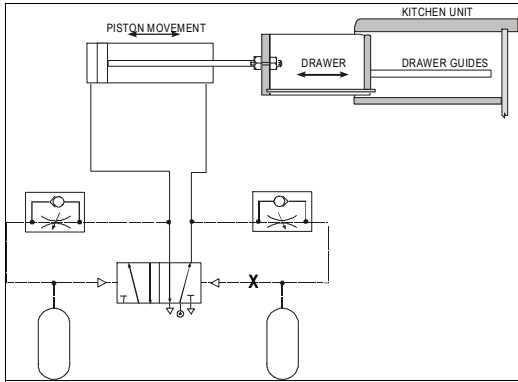 KITCHEN UNIT
PISTON MOVEMENT
DRAWER
DRAWER GUIDES
X